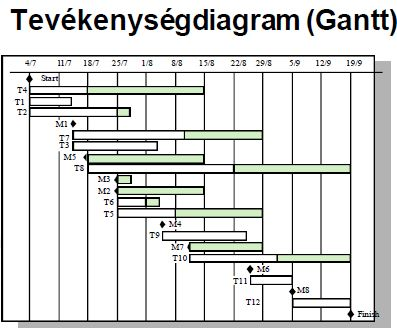 Tevékenységdiagram (Gantt)
4/7 11/7 18/7 25/7 1/8 8/8 15/8 22/8 29/8 5/9 12/9 19/9
Start
T4
T1
T2
M1
T7
T3
M5
T8
M3
M2
T6
T5
M4
T9
M7
T10
M6
T11
M8
T12
Finish